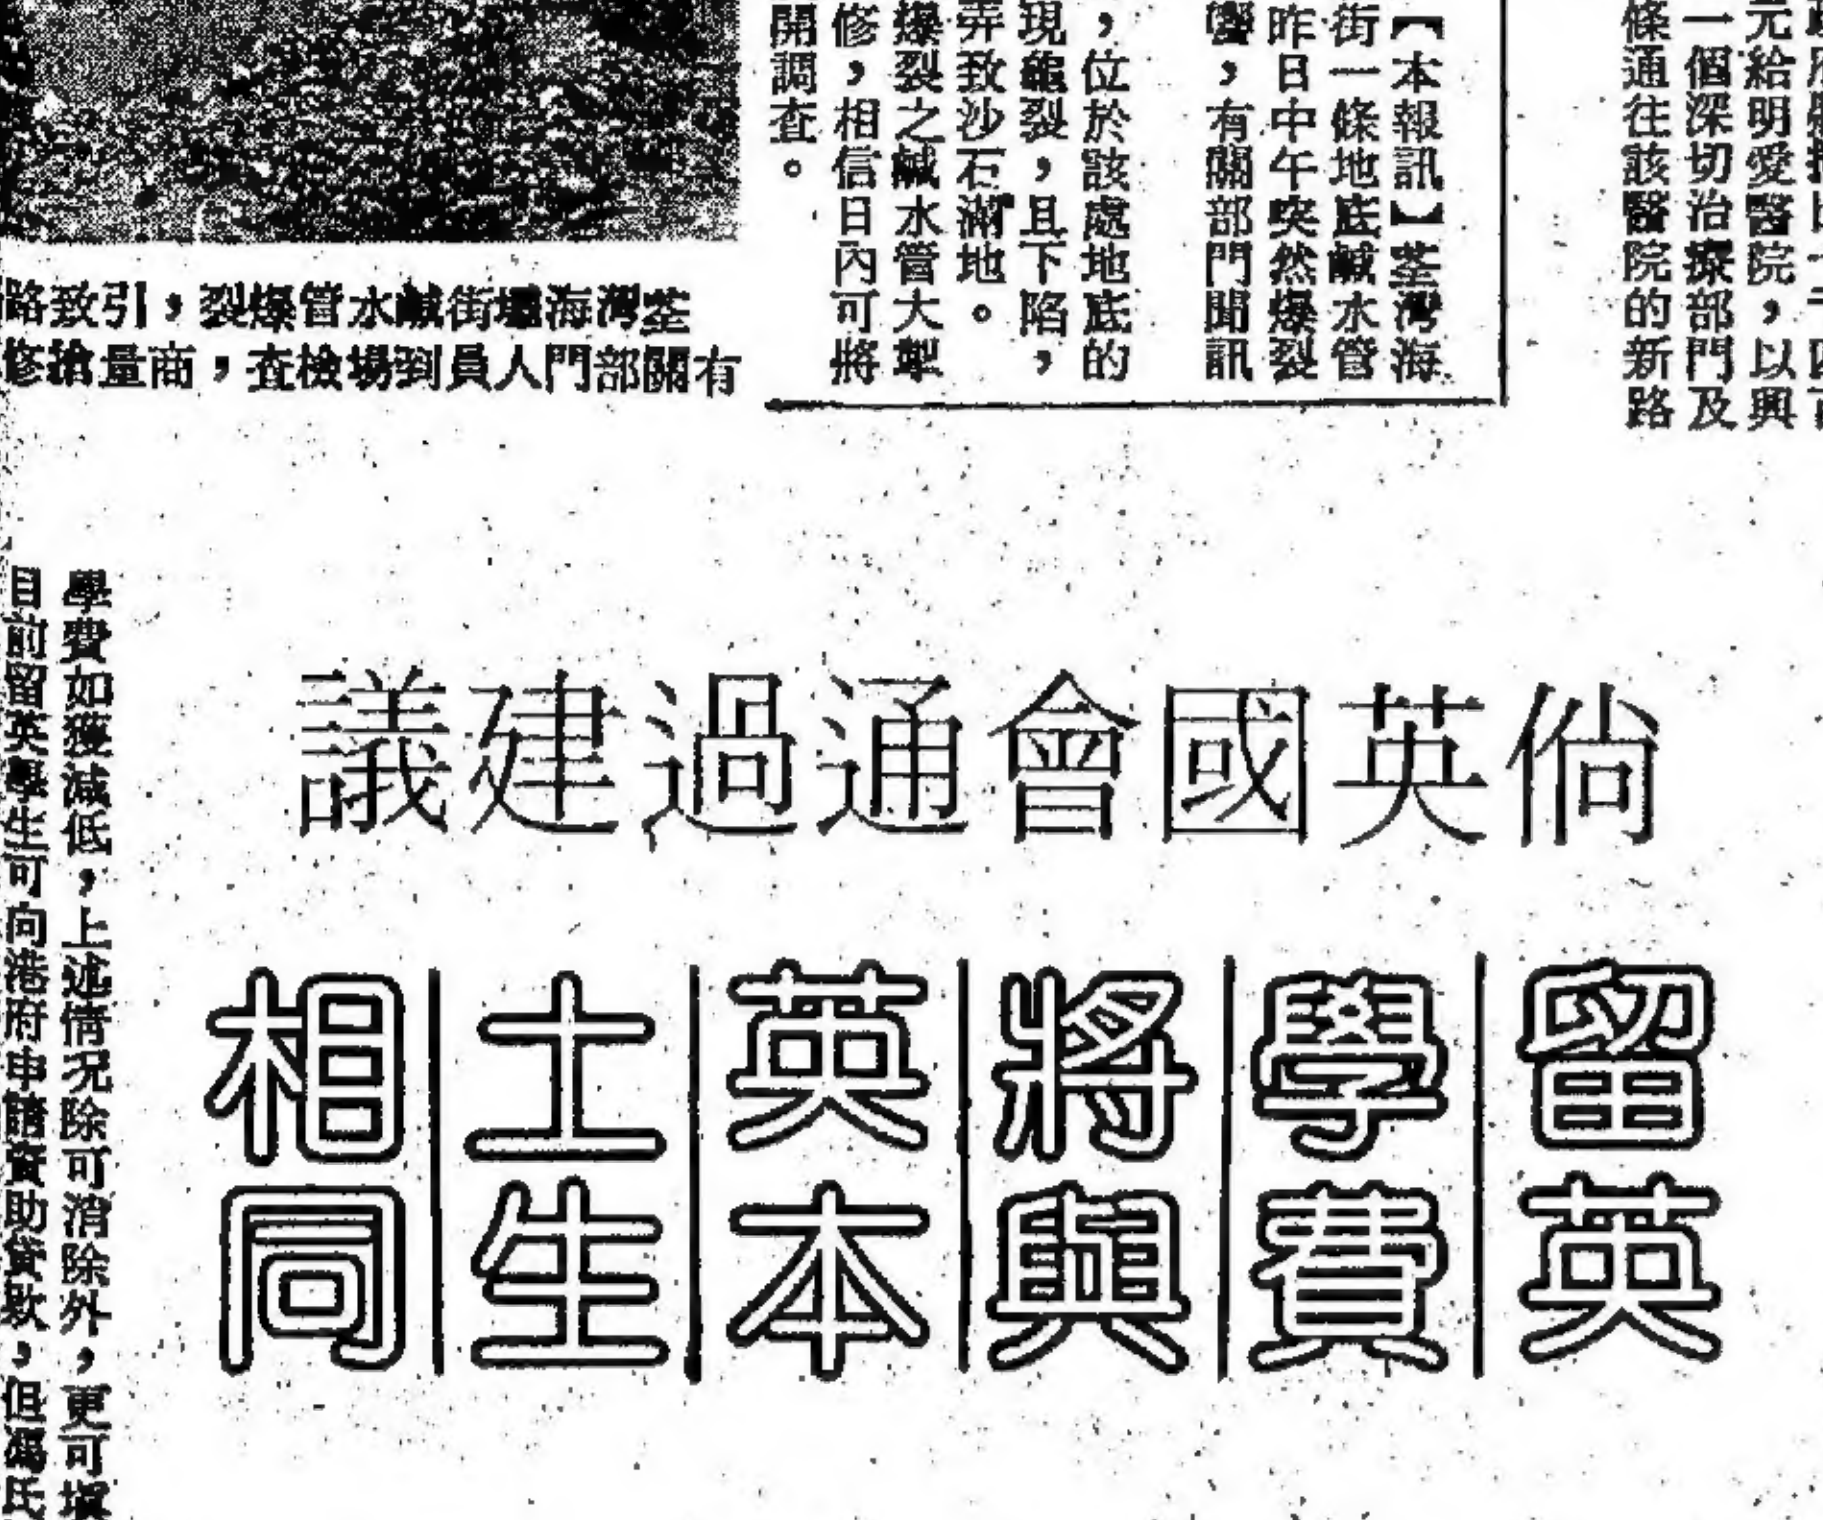 元給明愛醫院，以興
一個深切治療部門及
條通往該醫院的新路
【本報訊】荃灣海
街一條地底鹹水管
昨日中午突然爆裂
響，有關部門聞訊
，位於該處地底的
現龜裂，且下陷，
弄致沙石滿地。
爆裂之鹹水管大掣
修，相信日內可將
開調查。
荃灣海壩街鹹水管爆裂，引致路
有關部門人員到場檢查，商量搶修
倘英國會通過建議
留英學費將與英本土生相同
學費如獲減低，上述情況除可消除外，更可
目前留英學生可向港府申請資助貸款，但馮氏